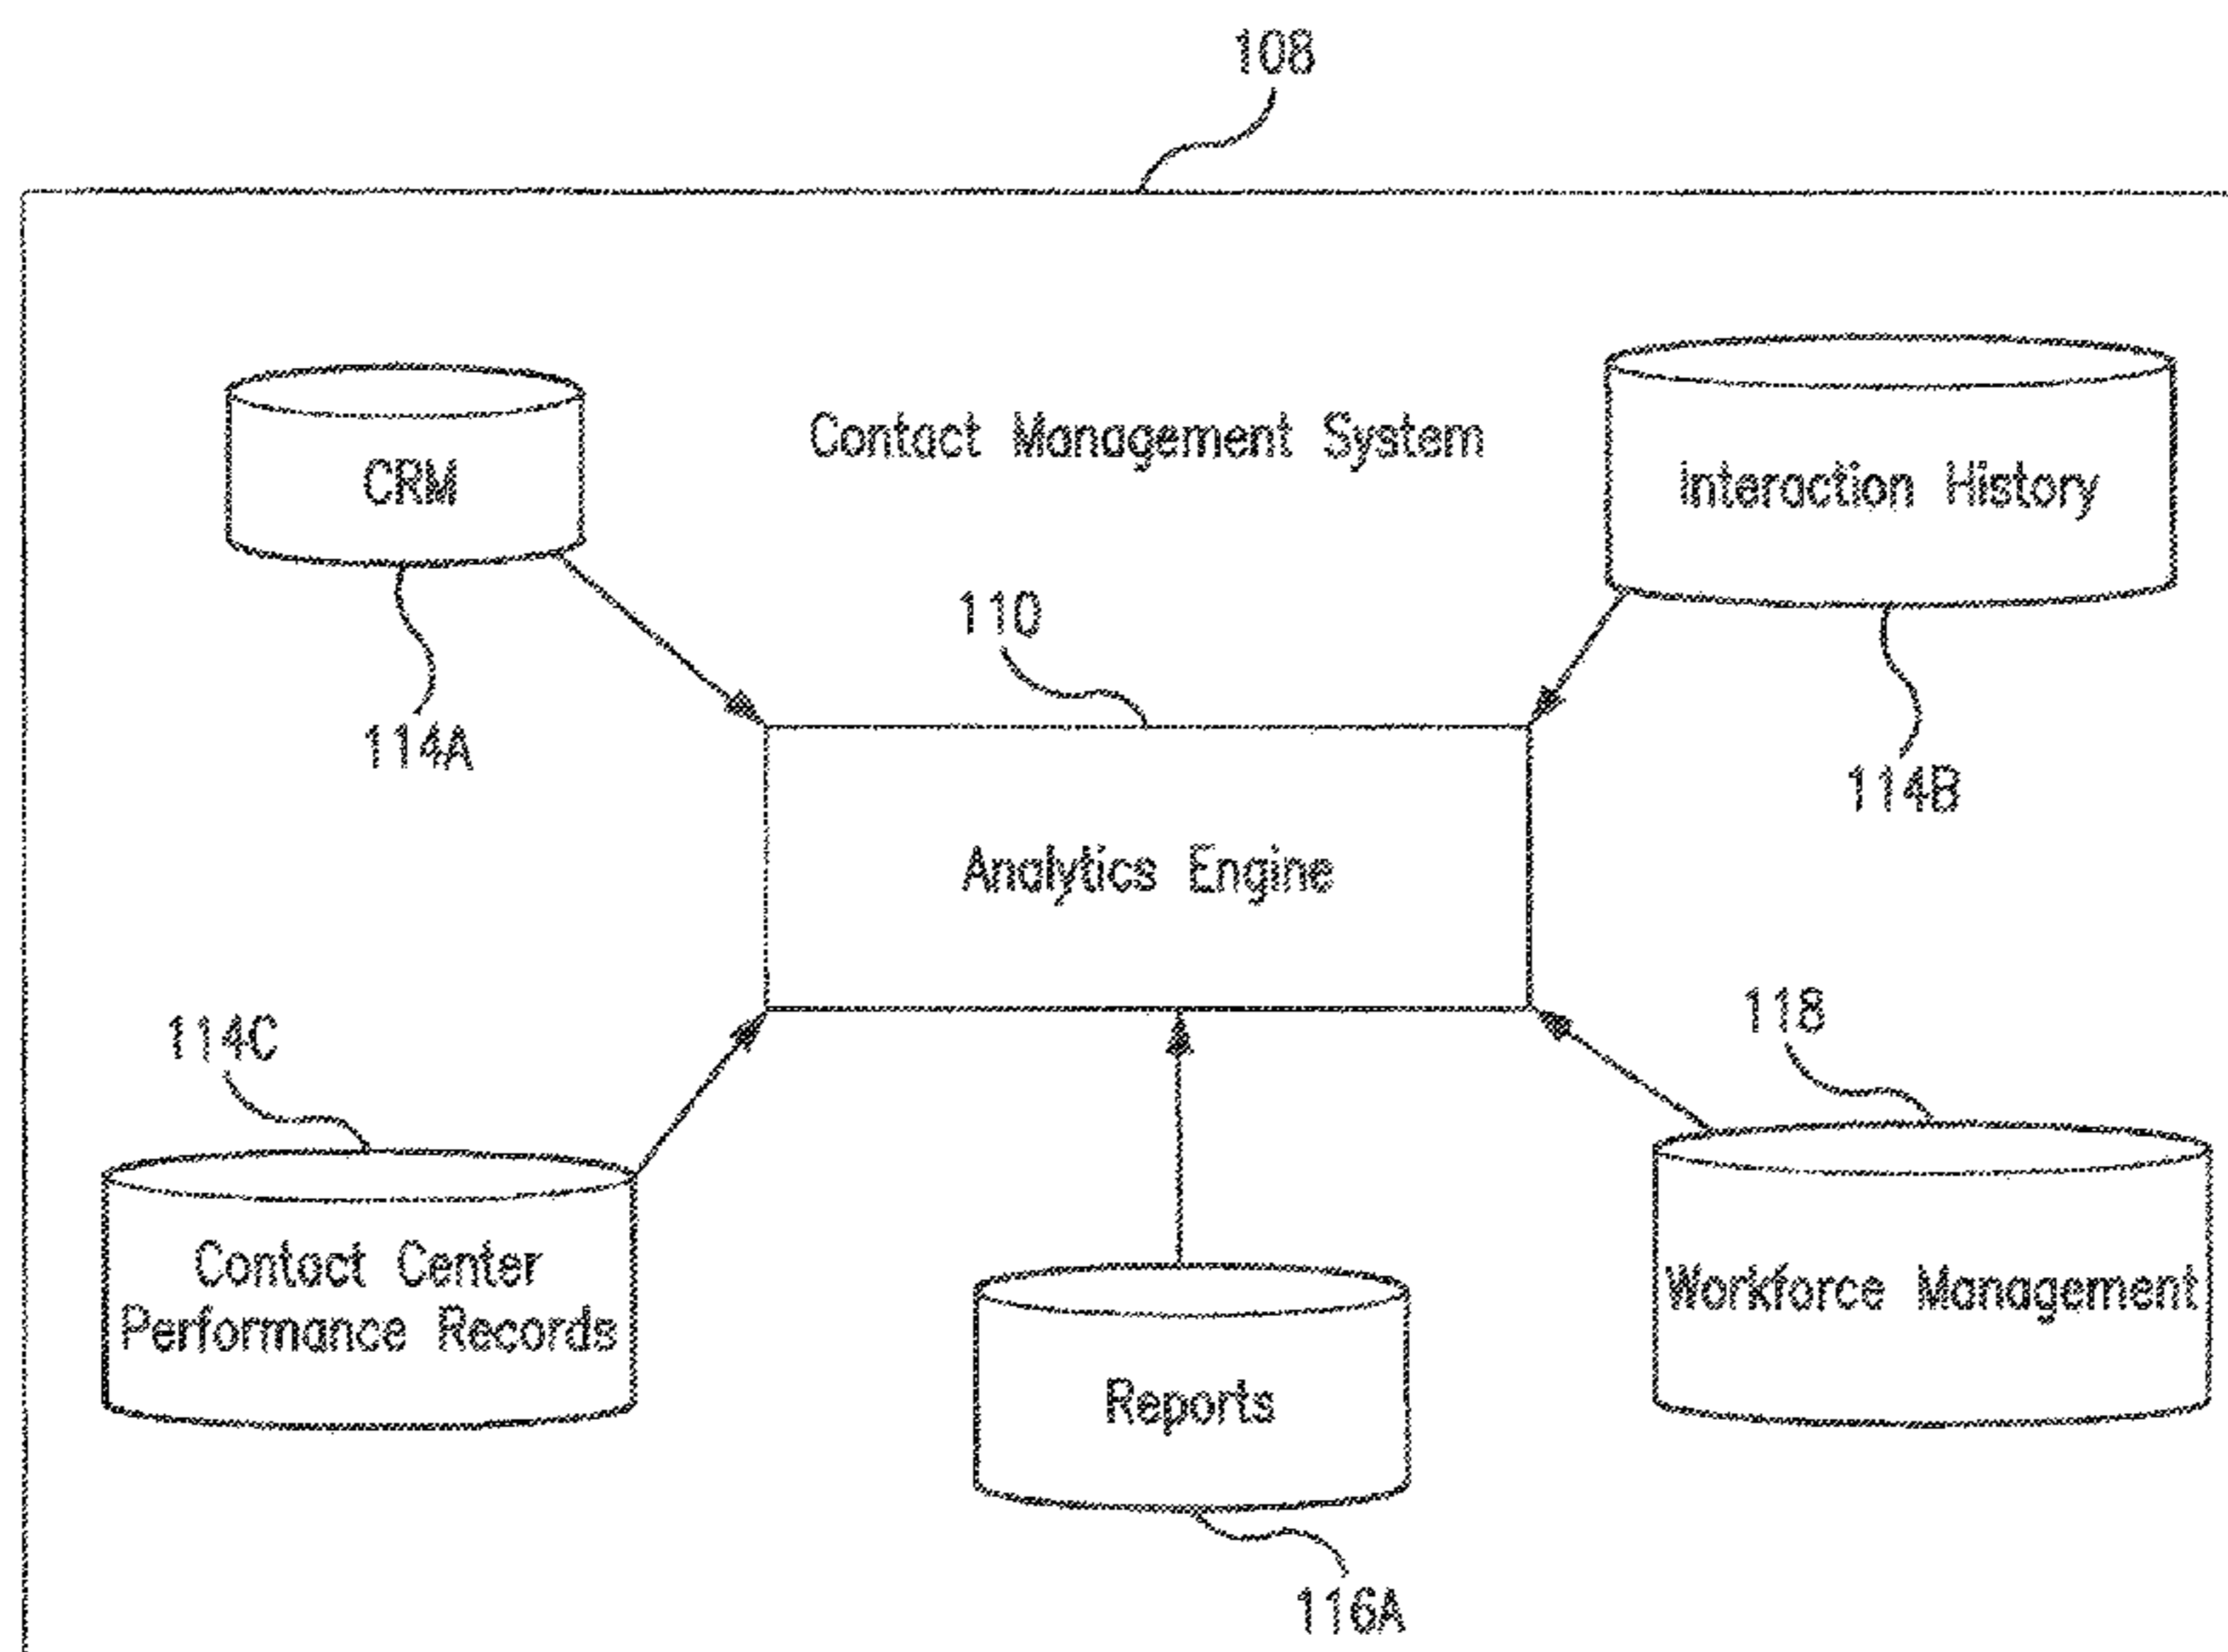 108
CRM
Contact Management System
Interaction History
110
114A
114B
Analytics Engine
114C
118
Contact Center
Performance Records
Workforce Management
Reports
116A